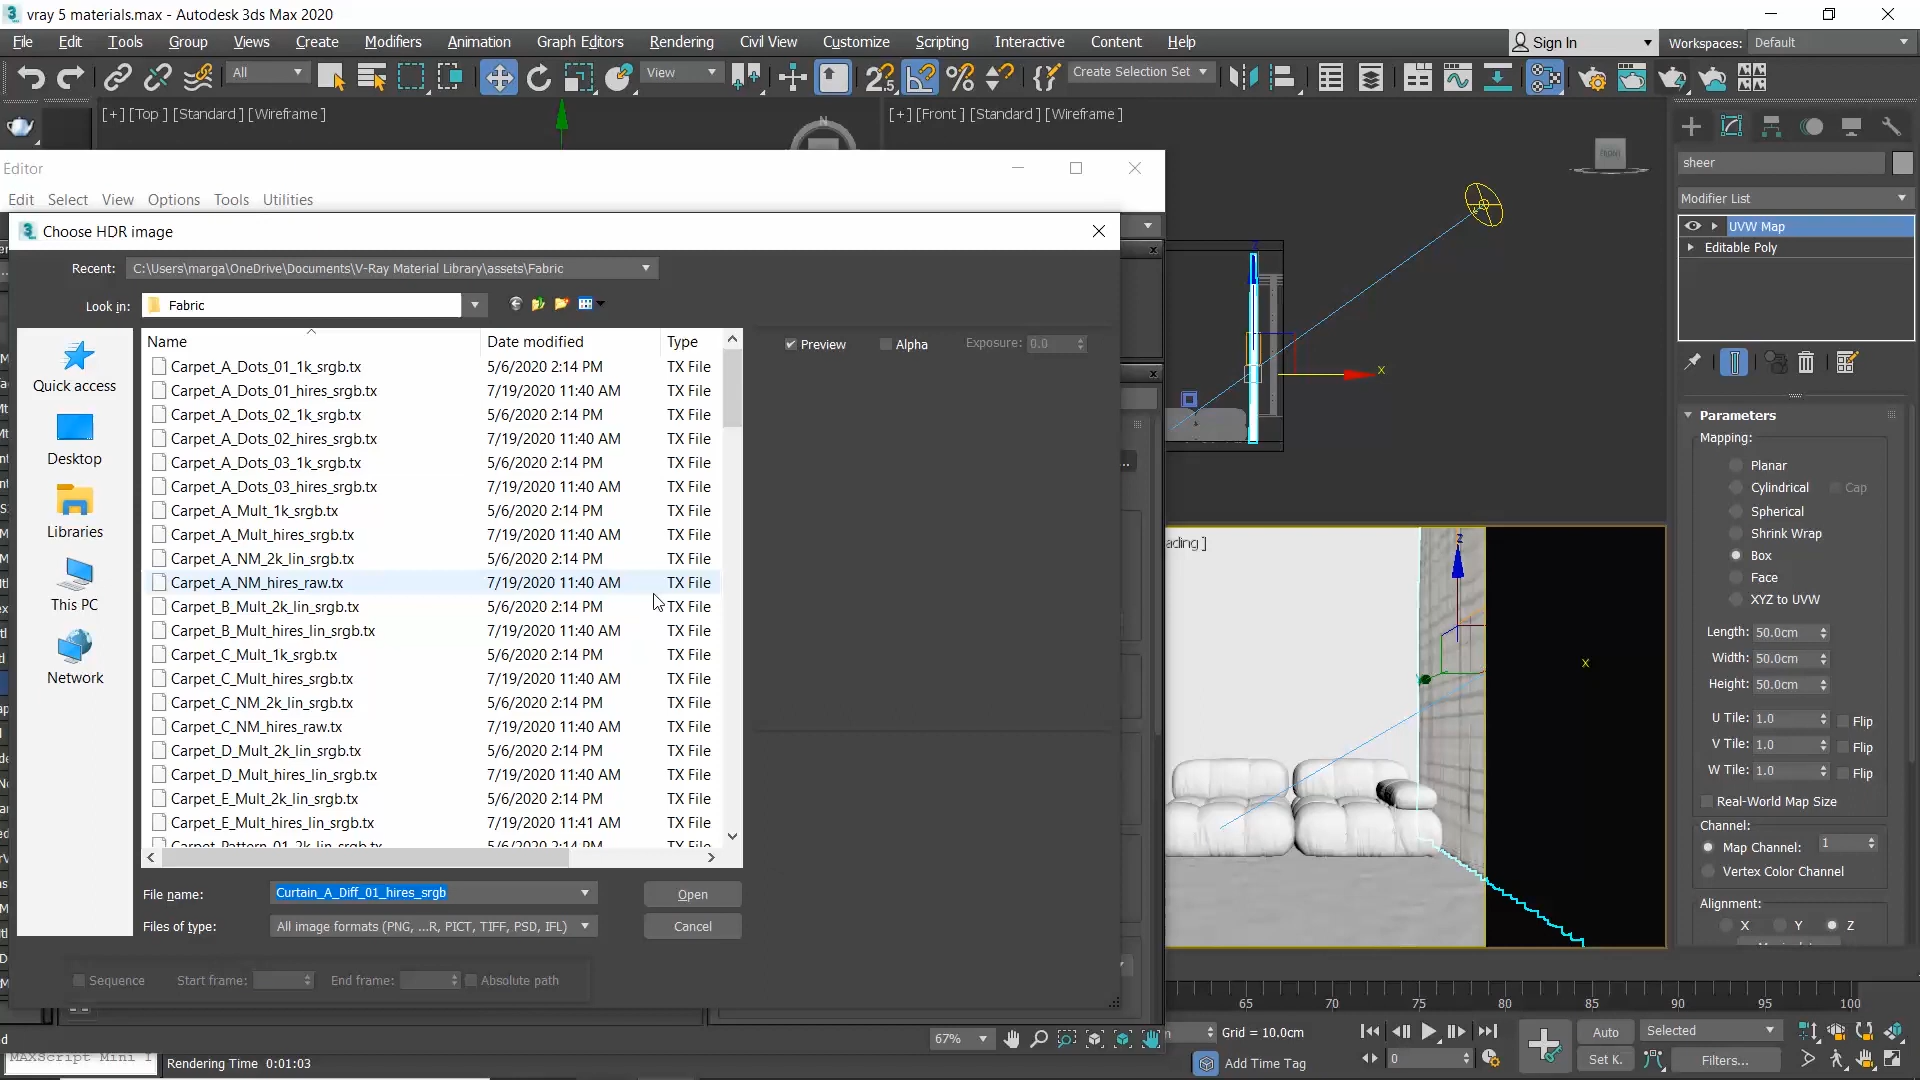 vray 5 materials.max - Autodesk 3ds Max 2020
File Edit Tools Group Views Create Modifiers Animation Graph Editors Rendering Civil View Customize Scripting Interactive Content Help
Sign In Workspaces: Default
All View Create Selection Set
[+] [Top ] [Standard ] [Wireframe ]
[+] [Front ] [Standard ] [Wireframe ]
FRONT
N
Editor
Edit Select View Options Tools Utilities
Choose HDR image
Recent: C:\Users\marga\OneDrive\Documents\V-Ray Material Library\assets\Fabric
Look in: Fabric
Name Date modified Type
Quick access
Desktop
Libraries
This PC
Network
Carpet_A_Dots_01_1k_srgb.tx 5/6/2020 2:14 PM TX File
Carpet_A_Dots_01_hires_srgb.tx 7/19/2020 11:40 AM TX File
Carpet_A_Dots_02_1k_srgb.tx 5/6/2020 2:14 PM TX File
Carpet_A_Dots_02_hires_srgb.tx 7/19/2020 11:40 AM TX File
Carpet_A_Dots_03_1k_srgb.tx 5/6/2020 2:14 PM TX File
Carpet_A_Dots_03_hires_srgb.tx 7/19/2020 11:40 AM TX File
Carpet_A_Mult_1k_srgb.tx 5/6/2020 2:14 PM TX File
Carpet_A_Mult_hires_srgb.tx 7/19/2020 11:40 AM TX File
Carpet_A_NM_2k_lin_srgb.tx 5/6/2020 2:14 PM TX File
Carpet_A_NM_hires_raw.tx 7/19/2020 11:40 AM TX File
Carpet_B_Mult_2k_lin_srgb.tx 5/6/2020 2:14 PM TX File
Carpet_B_Mult_hires_lin_srgb.tx 7/19/2020 11:40 AM TX File
Carpet_C_Mult_1k_srgb.tx 5/6/2020 2:14 PM TX File
Carpet_C_Mult_hires_srgb.tx 7/19/2020 11:40 AM TX File
Carpet_C_NM_2k_lin_srgb.tx 5/6/2020 2:14 PM TX File
Carpet_C_NM_hires_raw.tx 7/19/2020 11:40 AM TX File
Carpet_D_Mult_2k_lin_srgb.tx 5/6/2020 2:14 PM TX File
Carpet_D_Mult_hires_lin_srgb.tx 7/19/2020 11:40 AM TX File
Carpet_E_Mult_2k_lin_srgb.tx 5/6/2020 2:14 PM TX File
Carpet_E_Mult_hires_lin_srgb.tx 7/19/2020 11:41 AM TX File
Carpet_Pattern_01_2k_lin_srgb.tx 5/6/2020 2:14 PM TX File
Preview Alpha Exposure: 0.0
File name: Curtain_A_Diff_01_hires_srgb Open
Files of type: All image formats (PNG, ...R, PICT, TIFF, PSD, IFL) Cancel
Sequence Start frame: End frame: Absolute path
ading ]
x
z
x
sheer
Modifier List
UVW Map
Editable Poly
Parameters
Mapping:
Planar
Cylindrical Cap
Spherical
Shrink Wrap
Box
Face
XYZ to UVW
Length: 50.0cm
Width: 50.0cm
Height: 50.0cm
U Tile: 1.0 Flip
V Tile: 1.0 Flip
W Tile: 1.0 Flip
Real-World Map Size
Channel:
Map Channel: 1
Vertex Color Channel
Alignment:
X Y Z
65 70 75 80 85 90 95 100
67% Grid = 10.0cm Auto Selected
MAXScript Mini I Rendering Time 0:01:03 Add Time Tag 0 Set K. Filters...